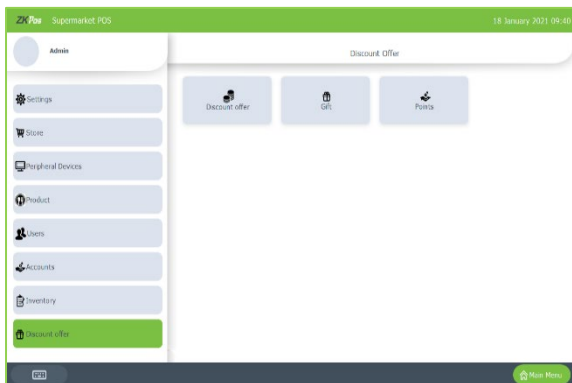 ZKPos Supermarket POS 18 January 2021 09:40
Admin
Discount Offer
Settings
Store
Peripheral Devices
Product
Users
Accounts
Inventory
Discount offer
Discount offer
Gift
Points
Main Menu